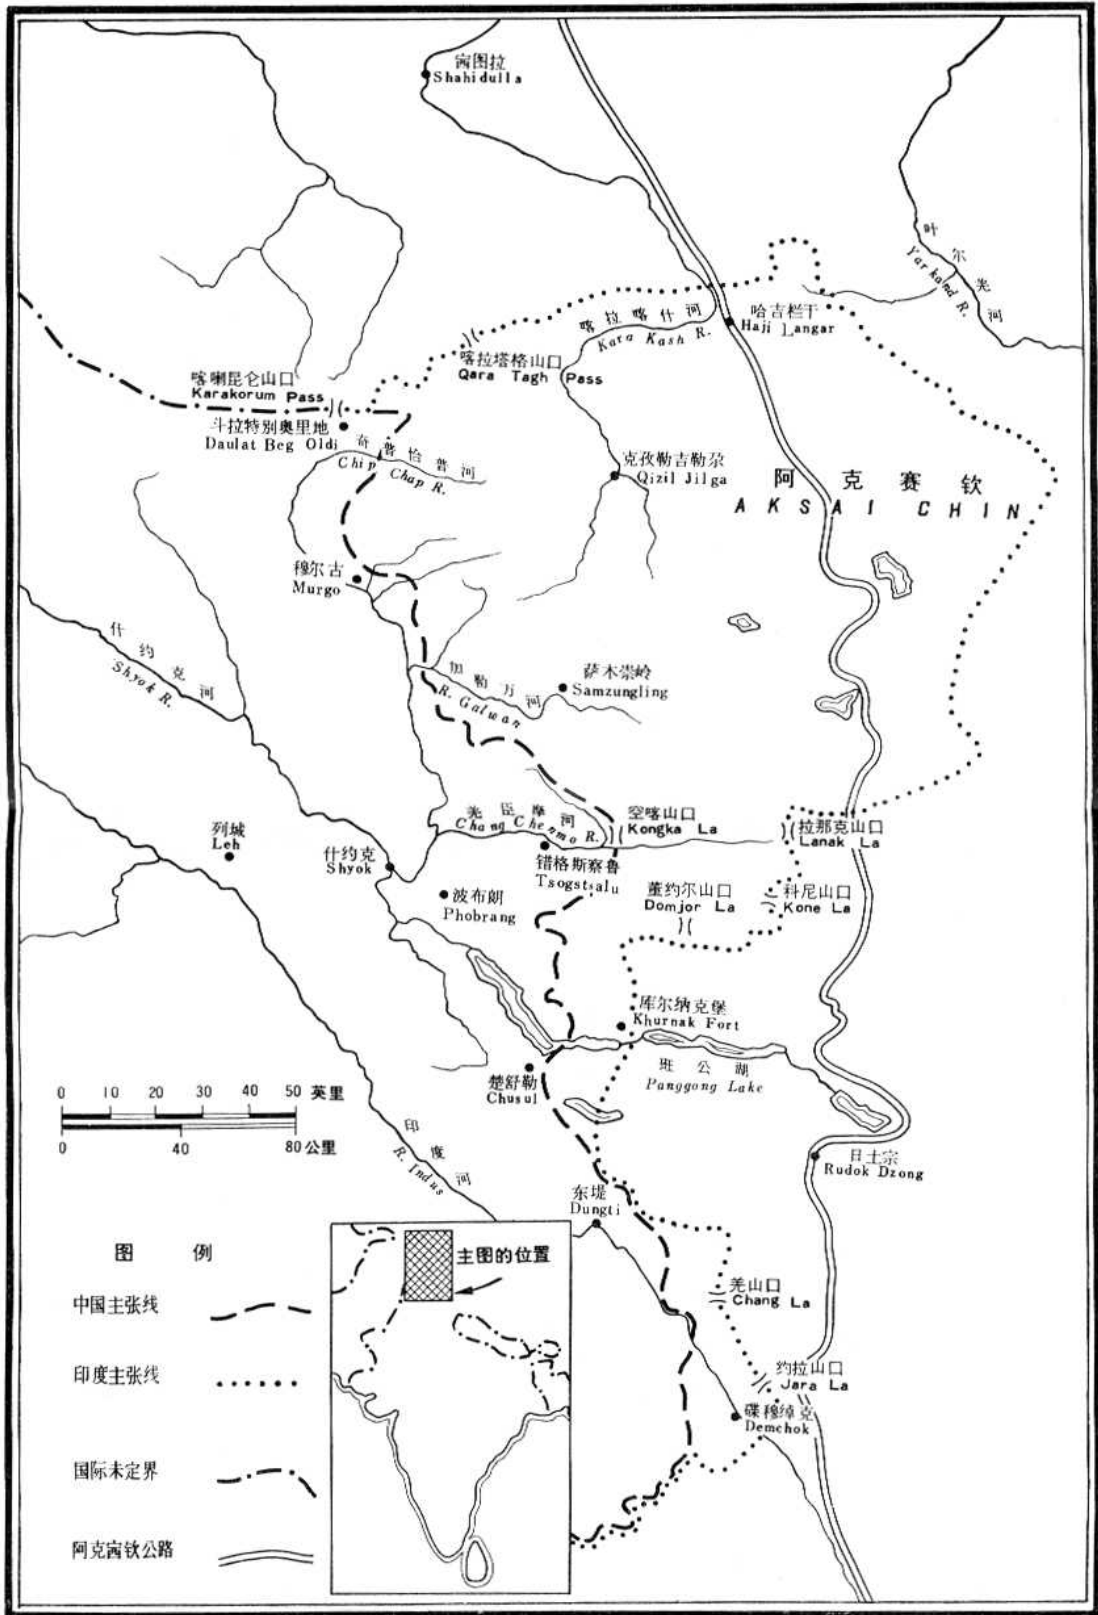 赛图拉
Shahidulla
叶尔羌河
Yarkand R.
喀拉喀什河
Kara Kash R.
哈吉栏干
Haji Langar
喀拉塔格山口
Qara Tagh Pass
喀喇昆仑山口
Karakorum Pass
斗拉特别奥里地
Daulat Beg Oldi
奇普恰普河
Chip Chap R.
克孜勒吉勒尕
Qizil Jilga
阿克赛钦
AKSAI CHIN
穆尔古
Murgo
什约克河
Shyok R.
加勒万河
R. Galwan
萨木崇岭
Samzungling
羌臣摩河
Chang Chenmo R.
空喀山口
Kongka La
拉那克山口
Lanak La
列城
Leh
什约克
Shyok
错格斯察鲁
Tsogstsalu
波布朗
Phobrang
董约尔山口
Domjor La
科尼山口
Kone La
库尔纳克堡
Khurnak Fort
班公湖
Panggong Lake
楚舒勒
Chusul
0 10 20 30 40 50 英里
0 40 80 公里
印度河
R. Indus
日土宗
Rudok Dzong
东堤
Dungti
图例
主图的位置
中国主张线
羌山口
Chang La
印度主张线
约拉山口
Jara La
碟穆绰克
Demchok
国际未定界
阿克赛钦公路